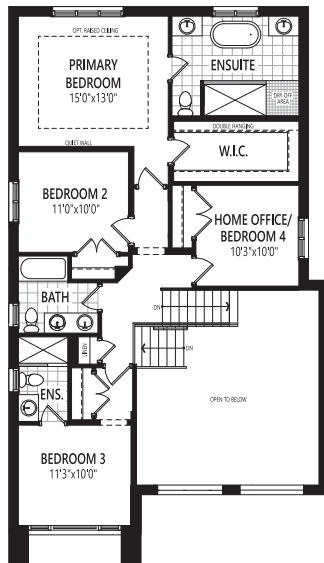 OPT. RAISED CEILING
PRIMARY
BEDROOM
15'0"x13'0"
ENSUITE
DRY OFF
AREA
DOUBLE HANGING
W.I.C.
QUIET WALL
BEDROOM 2
11'0"x10'0"
HOME OFFICE/
BEDROOM 4
10'3"x10'0"
BATH
DN
LINEN
DN
ENS.
OPEN TO BELOW
BEDROOM 3
11'3"x10'0"